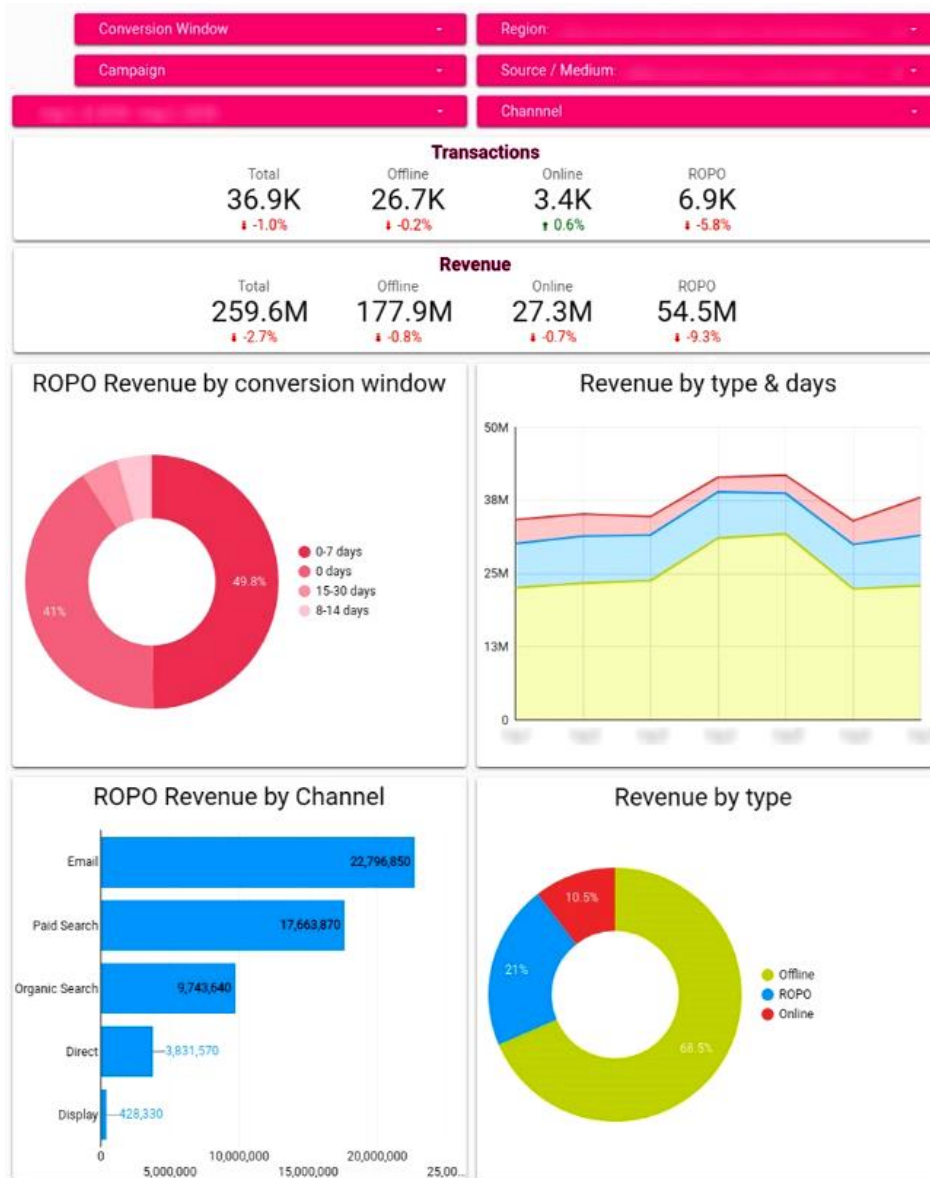 Conversion Window
Region:
Campaign
Source / Medium:
Channnel
Transactions
Total Offline Online ROPO
36.9K 26.7K 3.4K 6.9K
-1.0% -0.2% 0.6% -5.8%
Revenue
Total Offline Online ROPO
259.6M 177.9M 27.3M 54.5M
-2.7% -0.8% -0.7% -9.3%
ROPO Revenue by conversion window
49.8%
41%
0-7 days
0 days
15-30 days
8-14 days
Revenue by type & days
50M
38M
25M
13M
0
ROPO Revenue by Channel
Email 22,796,850
Paid Search 17,663,870
Organic Search 9,743,640
Direct 3,831,570
Display 428,330
0 10,000,000 20,000,000
5,000,000 15,000,000 25,00...
Revenue by type
10.5%
21%
68.5%
Offline
ROPO
Online